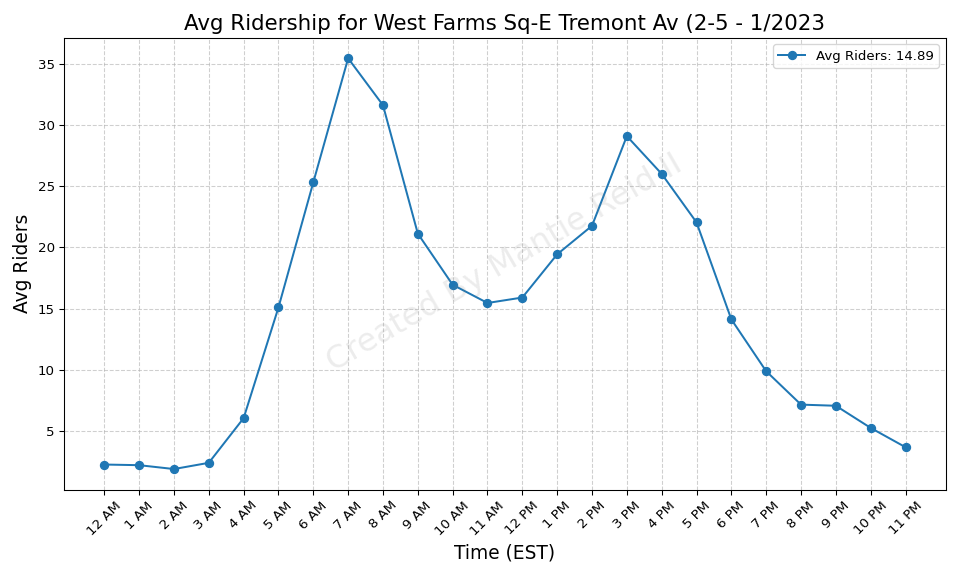 Avg Ridership for West Farms Sq-E Tremont Av (2-5 - 1/2023
Avg Riders: 14.89
35
30
25
20
15
10
5
Avg Riders
Created By Mantie Reid II
12 AM 1 AM 2 AM 3 AM 4 AM 5 AM 6 AM 7 AM 8 AM 9 AM 10 AM 11 AM 12 PM 1 PM 2 PM 3 PM 4 PM 5 PM 6 PM 7 PM 8 PM 9 PM 10 PM 11 PM
Time (EST)